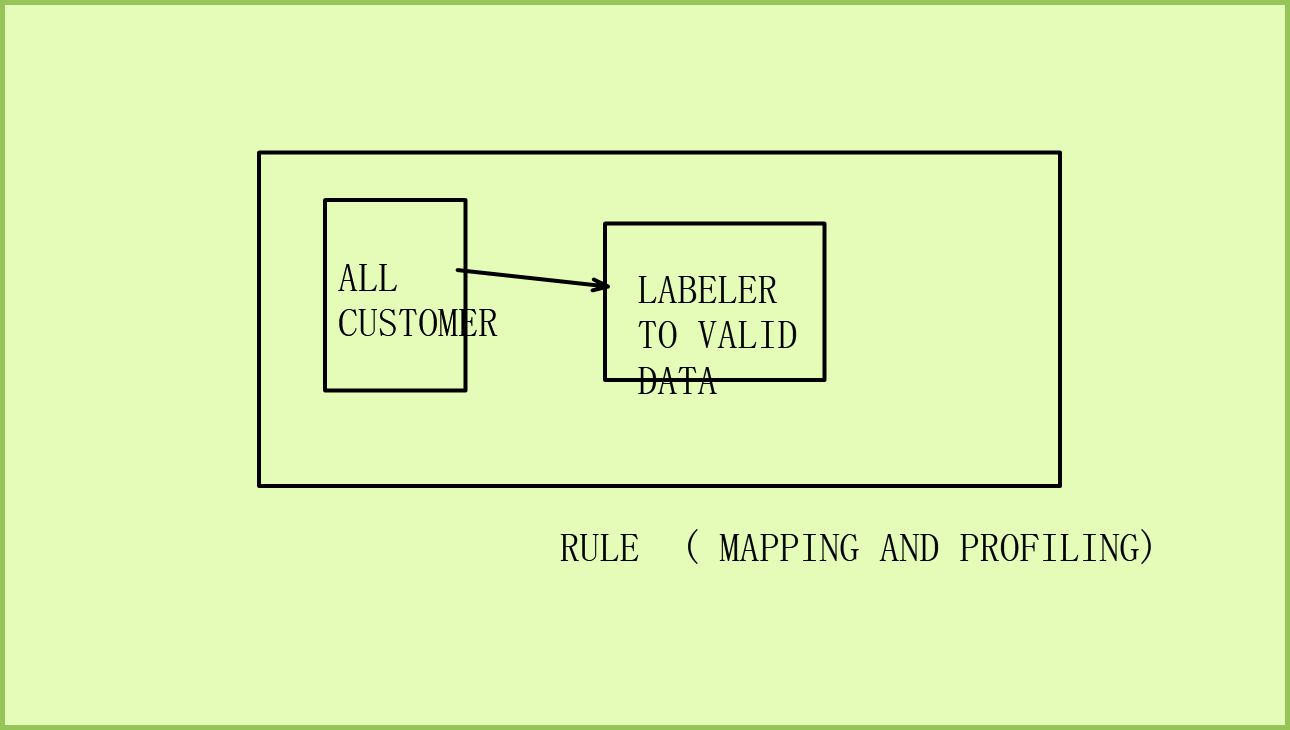 ALL
CUSTOMER
LABELER
TO VALID
DATA
RULE  ( MAPPING AND PROFILING)